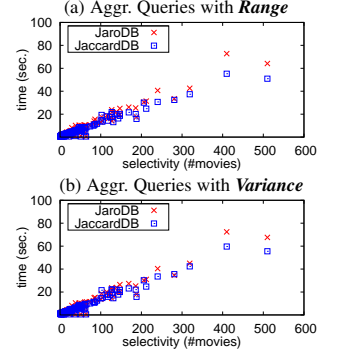 (a) Aggr. Queries with Range
100
80
60
40
20
time (sec.)
JaroDB
JaccardDB
0 100 200 300 400 500 600
selectivity (#movies)
(b) Aggr. Queries with Variance
100
80
60
40
20
time (sec.)
JaroDB
JaccardDB
0 100 200 300 400 500 600
selectivity (#movies)